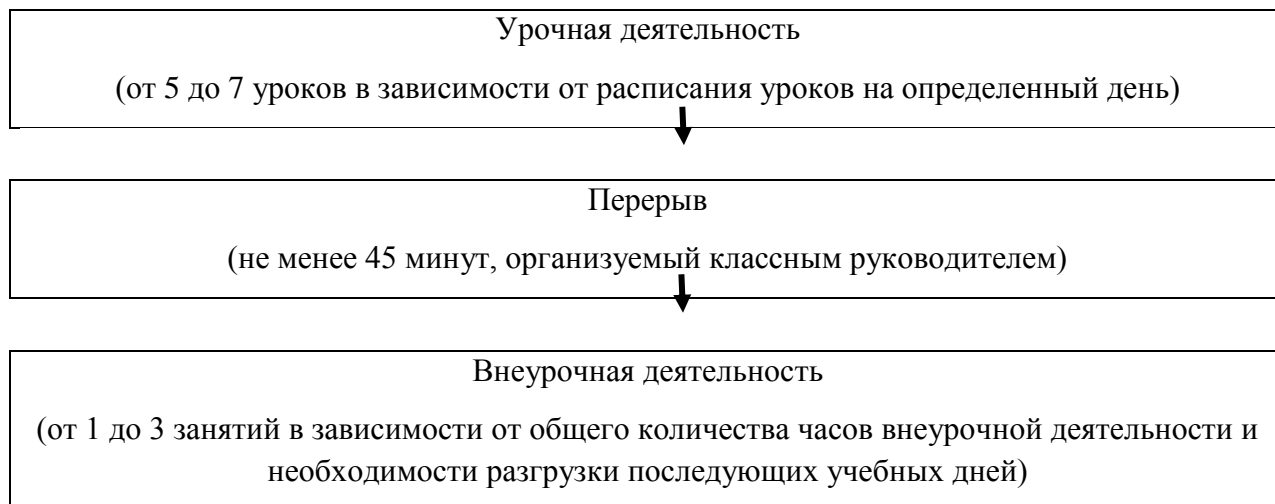 Урочная деятельность
(от 5 до 7 уроков в зависимости от расписания уроков на определенный день)
Перерыв
(не менее 45 минут, организуемый классным руководителем)
Внеурочная деятельность
(от 1 до 3 занятий в зависимости от общего количества часов внеурочной деятельности и
необходимости разгрузки последующих учебных дней)